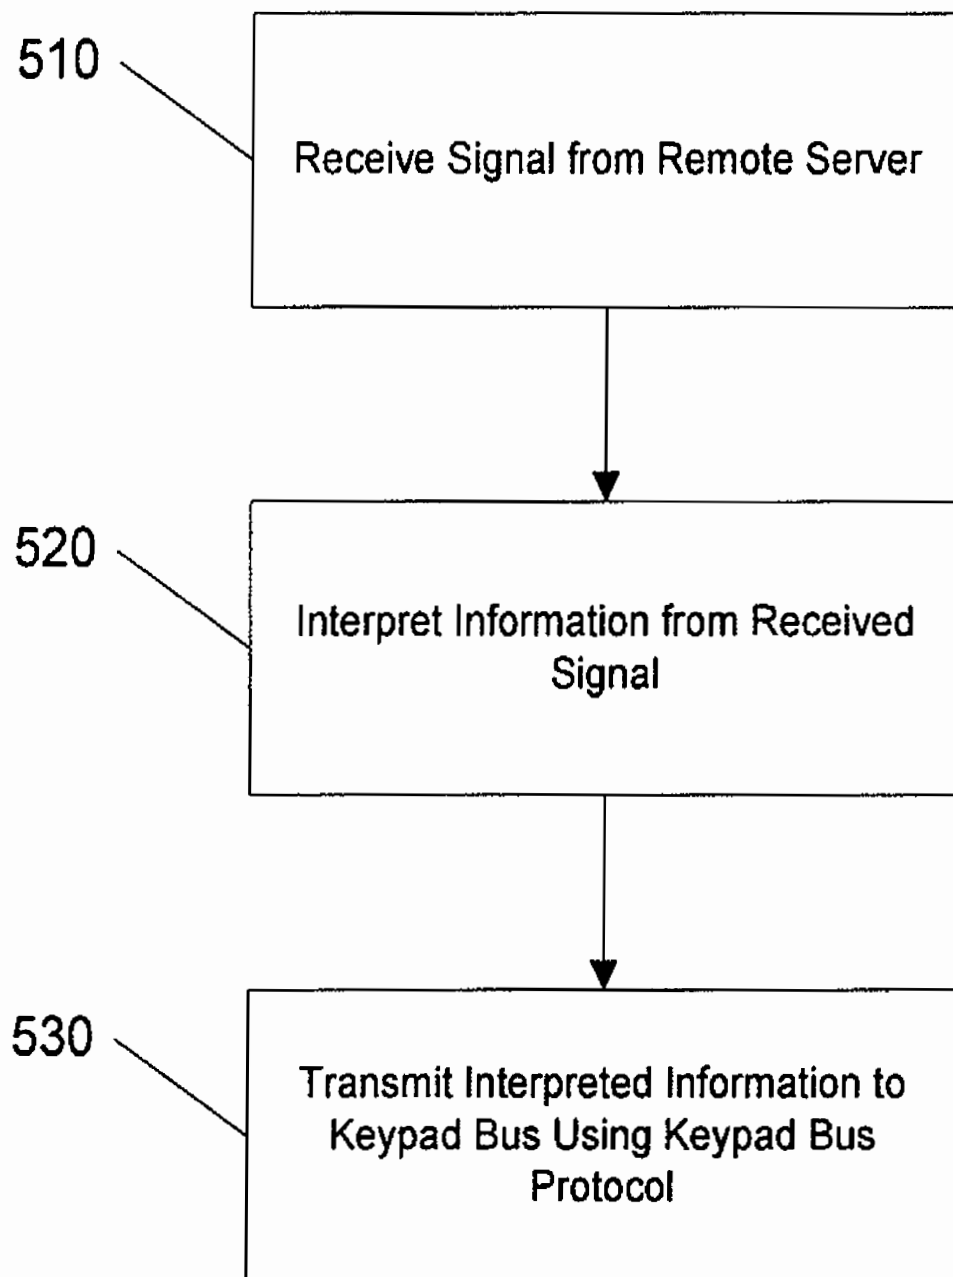 510
Receive Signal from Remote Server
520
Interpret Information from Received
Signal
530
Transmit Interpreted Information to
Keypad Bus Using Keypad Bus
Protocol